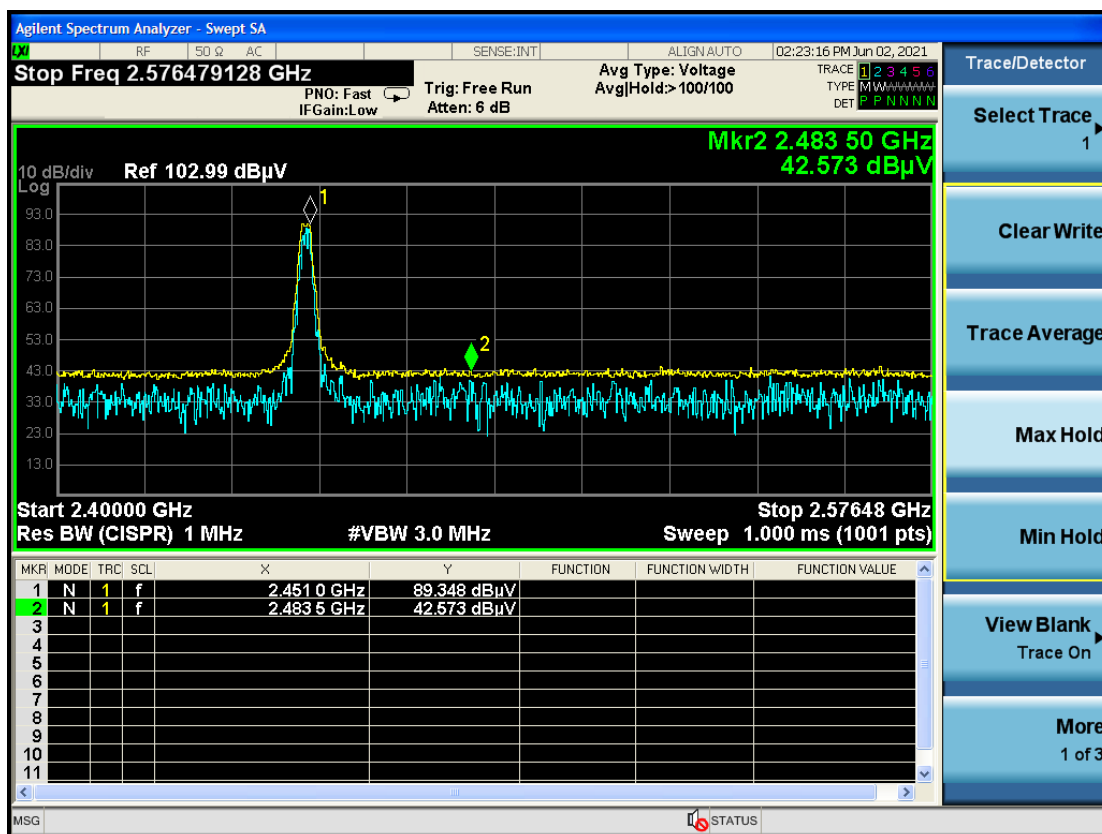 Agilent Spectrum Analyzer - Swept SA
LXI RF 50 Ω AC SENSE:INT ALIGN AUTO 02:23:16 PM Jun 02, 2021
Stop Freq 2.576479128 GHz
PNO: Fast
IFGain:Low
Trig: Free Run
Atten: 6 dB
Avg Type: Voltage
Avg|Hold:> 100/100
TRACE 1 2 3 4 5 6
TYPE M W W W W W
DET P P N N N N
Mkr2 2.483 50 GHz
42.573 dBµV
10 dB/div Ref 102.99 dBµV
Log
93.0
83.0
73.0
63.0
53.0
43.0
33.0
23.0
13.0
1
2
Start 2.40000 GHz Stop 2.57648 GHz
Res BW (CISPR) 1 MHz #VBW 3.0 MHz Sweep 1.000 ms (1001 pts)
MKR MODE TRC SCL X Y FUNCTION FUNCTION WIDTH FUNCTION VALUE
1 N 1 f 2.451 0 GHz 89.348 dBµV
2 N 1 f 2.483 5 GHz 42.573 dBµV
3
4
5
6
7
8
9
10
11
MSG STATUS
Trace/Detector
Select Trace
1
Clear Write
Trace Average
Max Hold
Min Hold
View Blank
Trace On
More
1 of 3